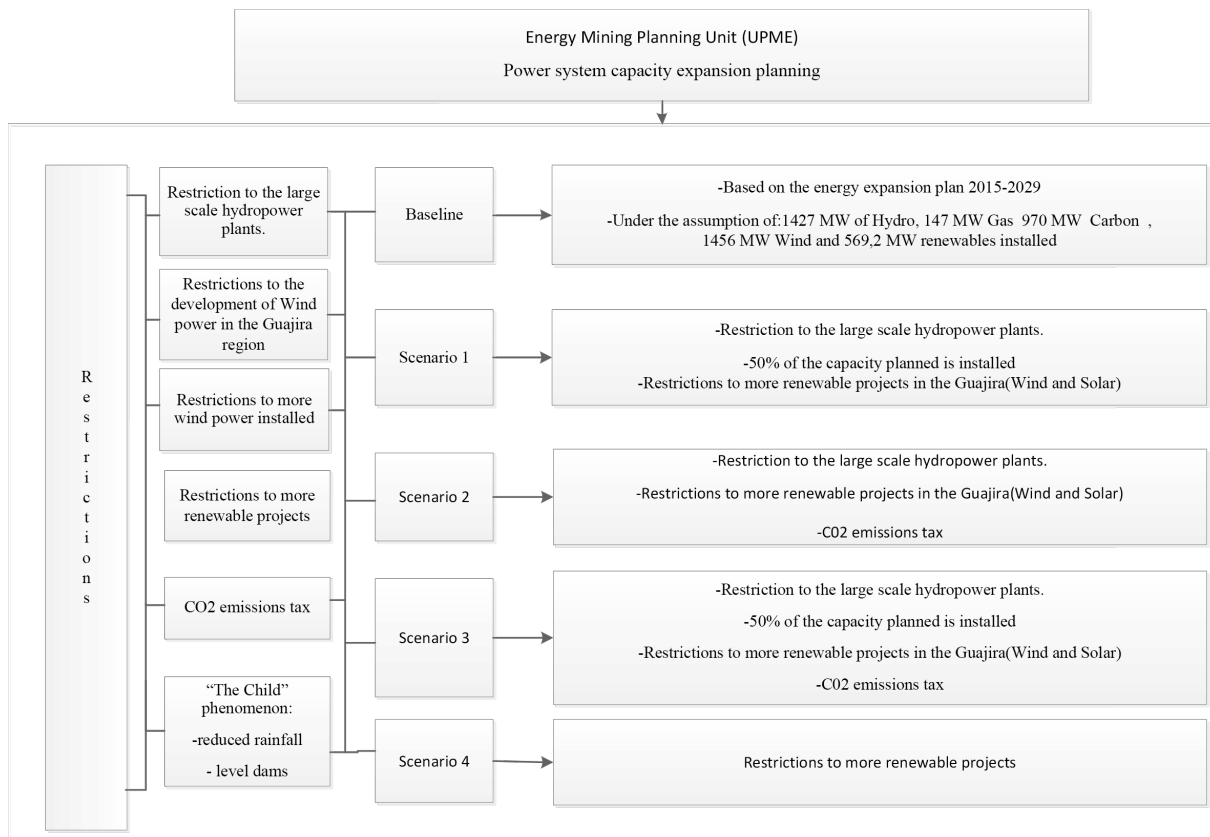 Energy Mining Planning Unit (UPME)
Power system capacity expansion planning
Restrictions
Restriction to the large
scale hydropower
plants.
Restrictions to the
development of Wind
power in the Guajira
region
Restrictions to more
wind power installed
Restrictions to more
renewable projects
CO2 emissions tax
“The Child”
phenomenon:
-reduced rainfall
- level dams
Baseline
-Based on the energy expansion plan 2015-2029
-Under the assumption of:1427 MW of Hydro, 147 MW Gas 970 MW Carbon ,
1456 MW Wind and 569,2 MW renewables installed
Scenario 1
-Restriction to the large scale hydropower plants.
-50% of the capacity planned is installed
-Restrictions to more renewable projects in the Guajira(Wind and Solar)
Scenario 2
-Restriction to the large scale hydropower plants.
-Restrictions to more renewable projects in the Guajira(Wind and Solar)
-C02 emissions tax
Scenario 3
-Restriction to the large scale hydropower plants.
-50% of the capacity planned is installed
-Restrictions to more renewable projects in the Guajira(Wind and Solar)
-C02 emissions tax
Scenario 4
Restrictions to more renewable projects